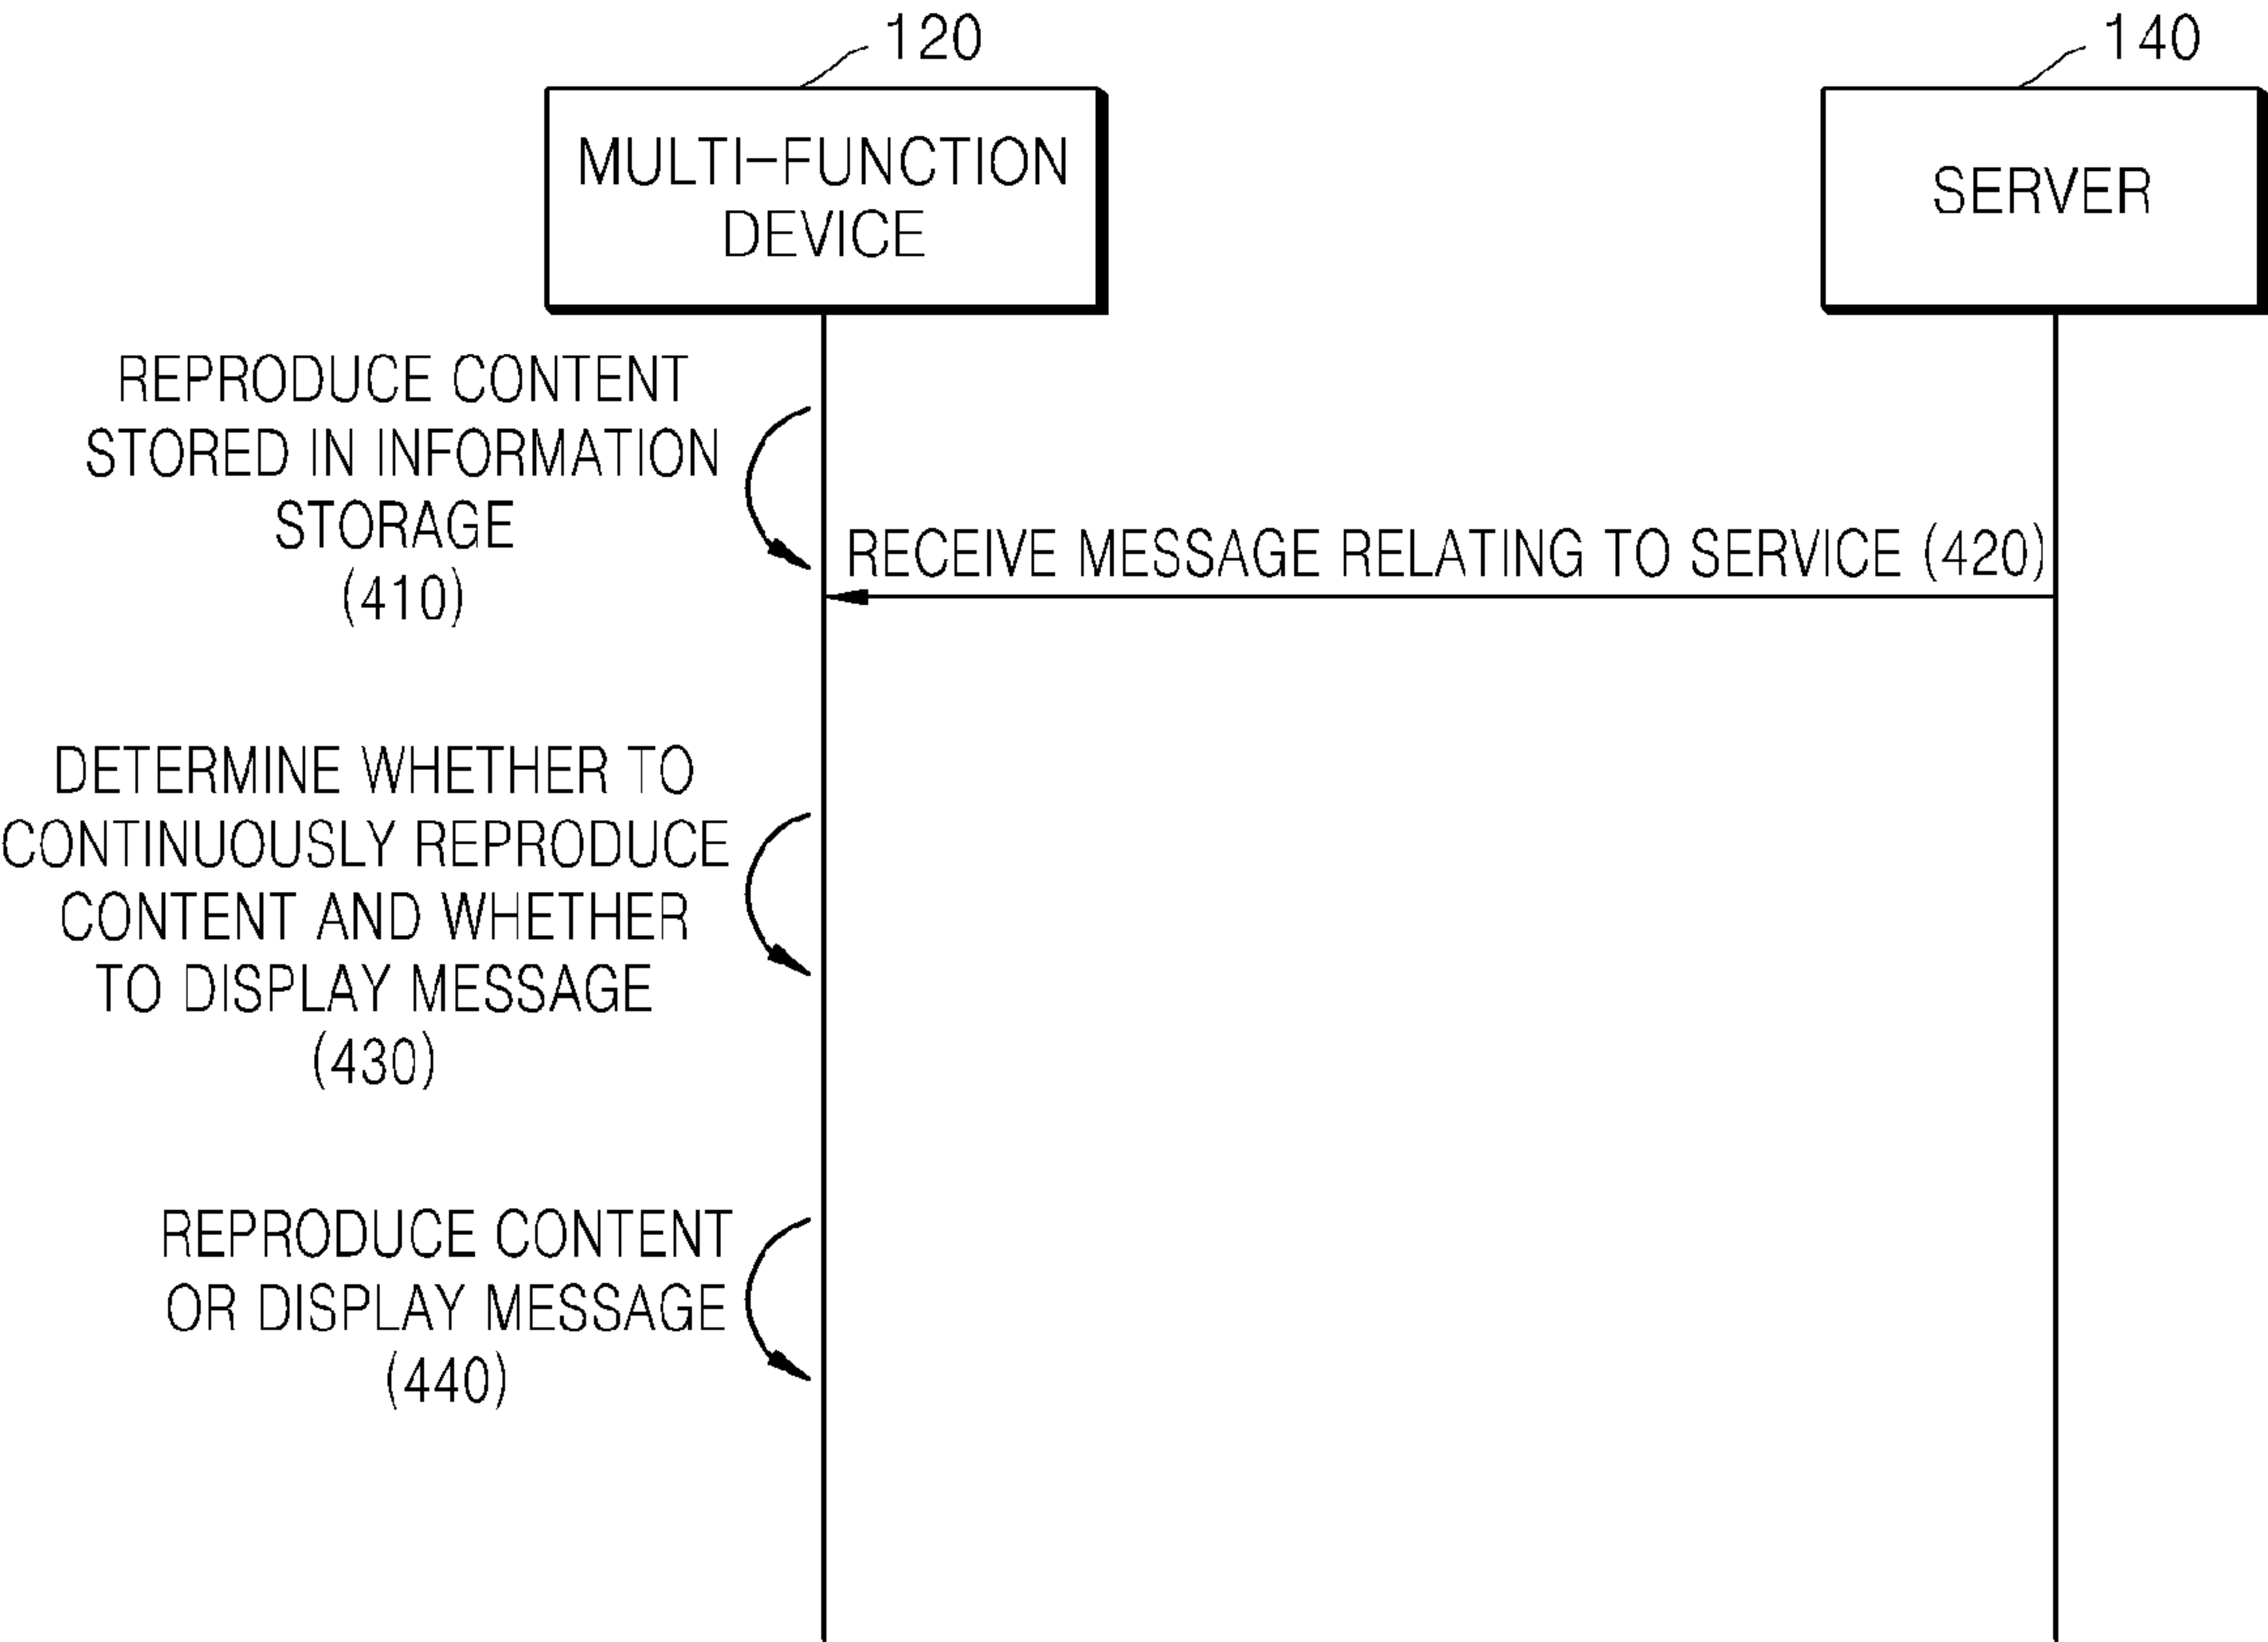 120
140
MULTI-FUNCTION
DEVICE
SERVER
REPRODUCE CONTENT
STORED IN INFORMATION
STORAGE
(410)
RECEIVE MESSAGE RELATING TO SERVICE (420)
DETERMINE WHETHER TO
CONTINUOUSLY REPRODUCE
CONTENT AND WHETHER
TO DISPLAY MESSAGE
(430)
REPRODUCE CONTENT
OR DISPLAY MESSAGE
(440)